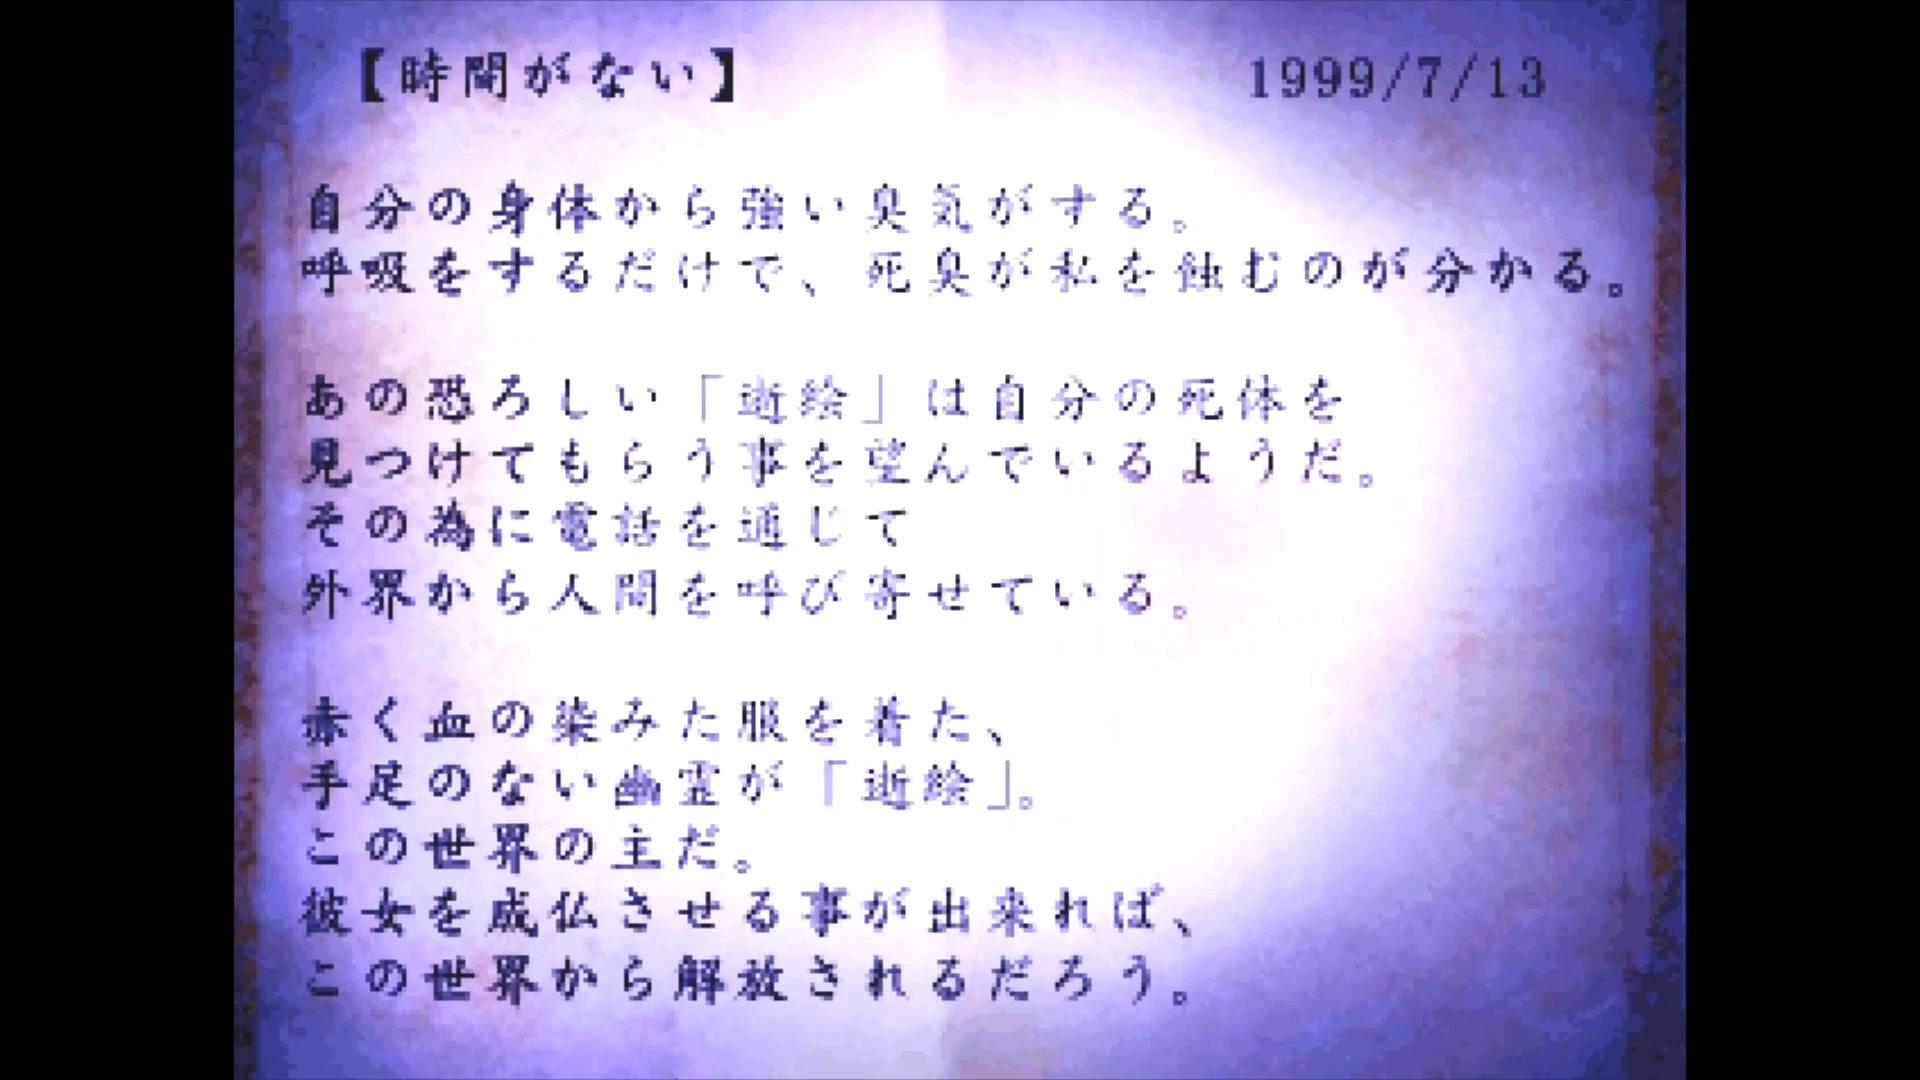 【時間がない】 1999/7/13
自分の身体から強い臭気がする。
呼吸をするだけで、死臭が私を蝕むのが分かる。
あの恐ろしい「逝絵」は自分の死体を
見つけてもらう事を望んでいるようだ。
その為に電話を通じて
外界から人間を呼び寄せている。
赤く血の染みた服を着た、
手足のない幽霊が「逝絵」。
この世界の主だ。
彼女を成仏させる事が出来れば、
この世界から解放されるだろう。